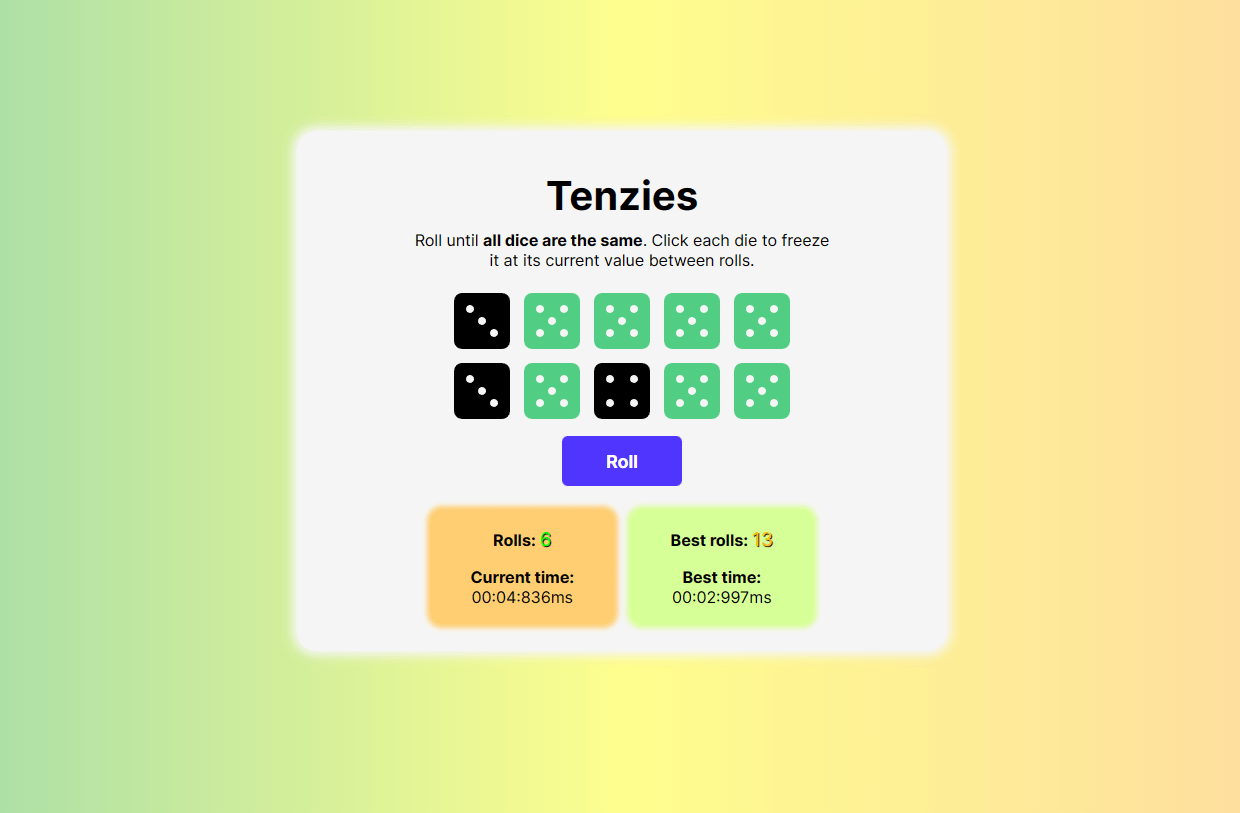 Tenzies
Roll until all dice are the same. Click each die to freeze
it at its current value between rolls.
Roll
Rolls: 6
Current time:
00:04:836ms
Best rolls: 13
Best time:
00:02:997ms